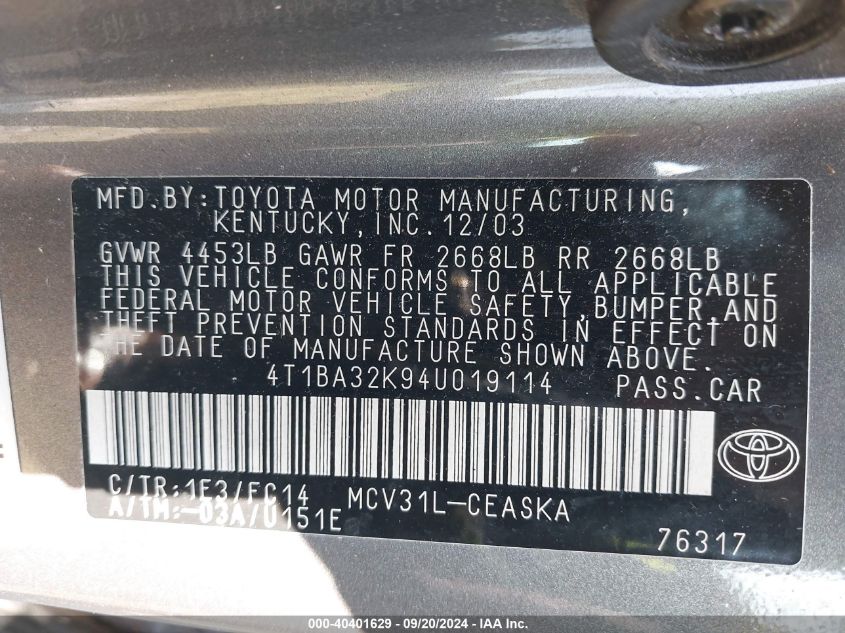 MFD.BY:TOYOTA MOTOR MANUFACTURING,
KENTUCKY,INC.12/03
GVWR 4453LB GAWR FR 2668LB RR 2668LB
THIS VEHICLE CONFORMS TO ALL APPLICABLE
FEDERAL MOTOR VEHICLE SAFETY,BUMPER,AND
THEFT PREVENTION STANDARDS IN EFFECT ON
THE DATE OF MANUFACTURE SHOWN ABOVE.
4T1BA32K94U019114 PASS.CAR
C/TR:1E3/FC14 MCV31L-CEASKA
A/TM:-03A/U151E
76317
000-40401629 - 09/20/2024 - IAA Inc.